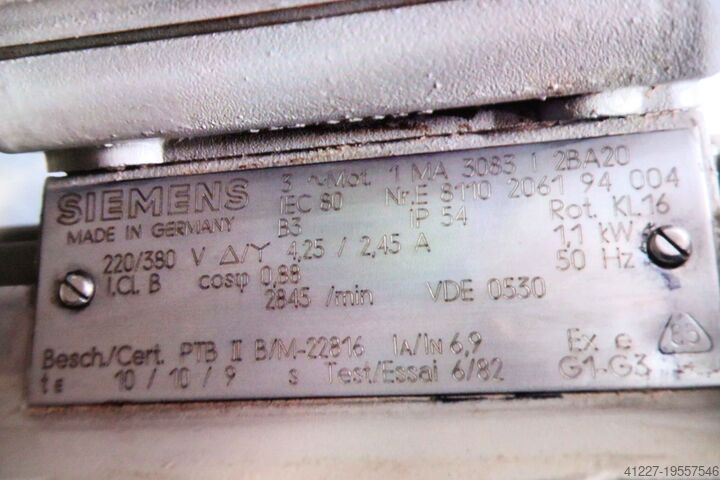 SIEMENS 3 ~Mot. 1 MA 3083 I 2BA20
MADE IN GERMANY IEC 80 Nr.E 8110 2061 94 004
B3 IP 54 Rot. KL16
220/380 V Δ/Y 4,25 / 2,45 A 1,1 kW
I.Cl. B cosφ 0,88 50 Hz
2845 /min VDE 0530
Besch./Cert. PTB II B/M-22816 IA/IN 6,9 Ex e
tE 10 / 10 / 9 s Test/Essai 6/82 G1-G3
41227-19557546